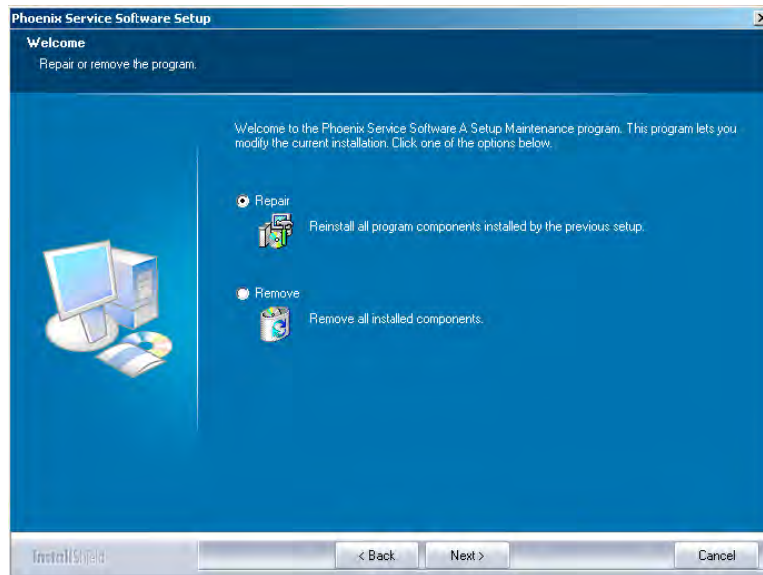 Phoenix Service Software Setup
Welcome
Repair or remove the program.
Welcome to the Phoenix Service Software A Setup Maintenance program. This program lets you
modify the current installation. Click one of the options below.
Repair
Reinstall all program components installed by the previous setup.
Remove
Remove all installed components.
InstallShield
< Back
Next >
Cancel